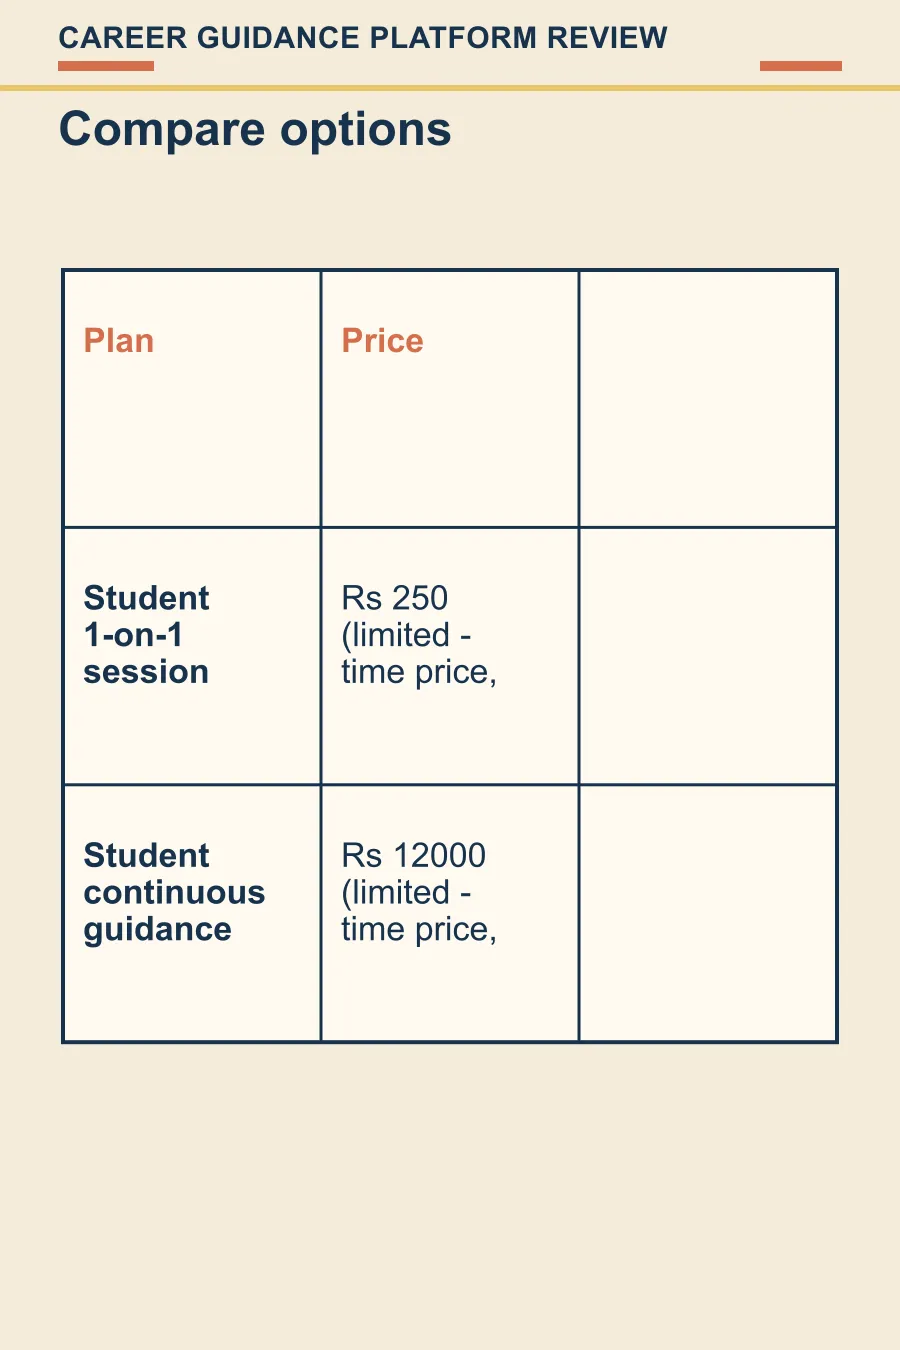 CAREER GUIDANCE PLATFORM REVIEW
Compare options
Plan
Price
Student
1-on-1
session
Rs 250
(limited -
time price,
Student
continuous
guidance
Rs 12000
(limited -
time price,